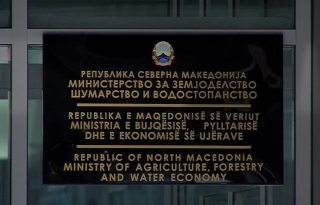 РЕПУБЛИКА СЕВЕРНА МАКЕДОНИЈА
МИНИСТЕРСТВО ЗА ЗЕМЈОДЕЛСТВО
ШУМАРСТВО И ВОДОСТОПАНСТВО
REPUBLIKA E MAQEDONISË SË VERIUT
MINISTRIA E BUJQËSISË, PYLLTARISË
DHE E EKONOMISË SË UJËRAVE
REPUBLIC OF NORTH MACEDONIA
MINISTRY OF AGRICULTURE, FORESTRY
AND WATER ECONOMY